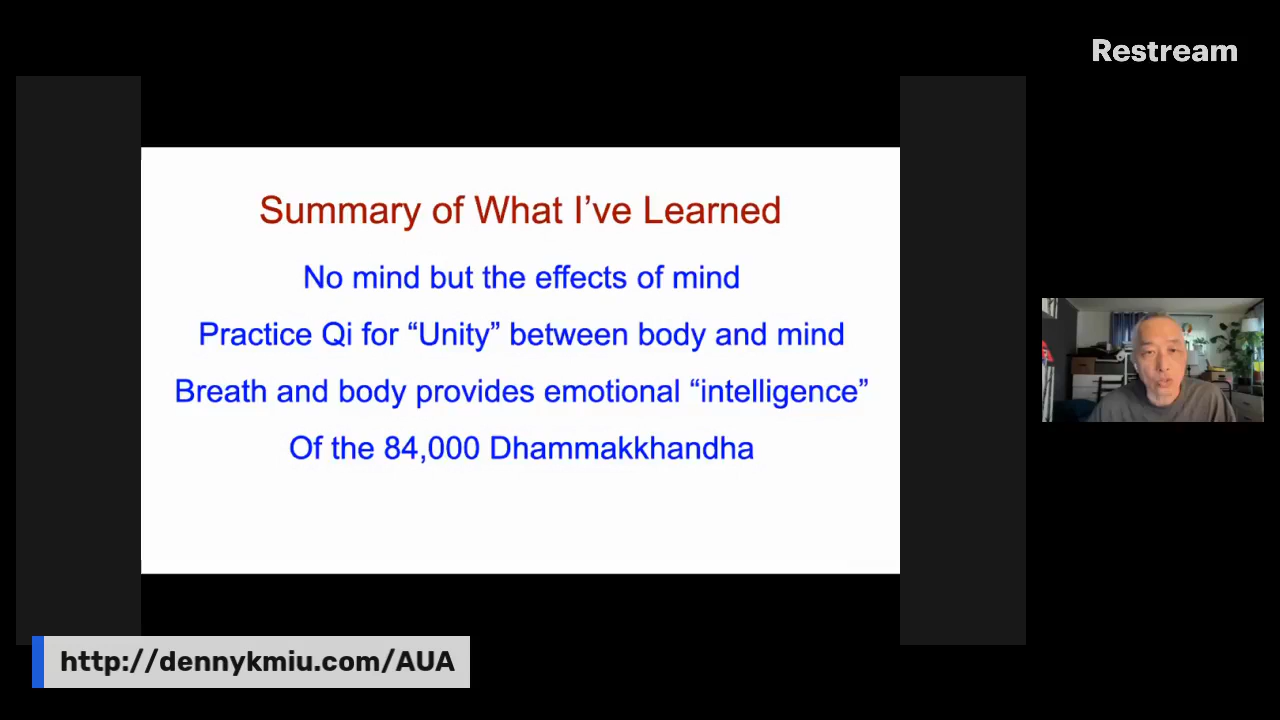 Restream
Summary of What I’ve Learned
No mind but the effects of mind
Practice Qi for “Unity” between body and mind
Breath and body provides emotional “intelligence”
Of the 84,000 Dhammakkhandha
http://dennykmiu.com/AUA